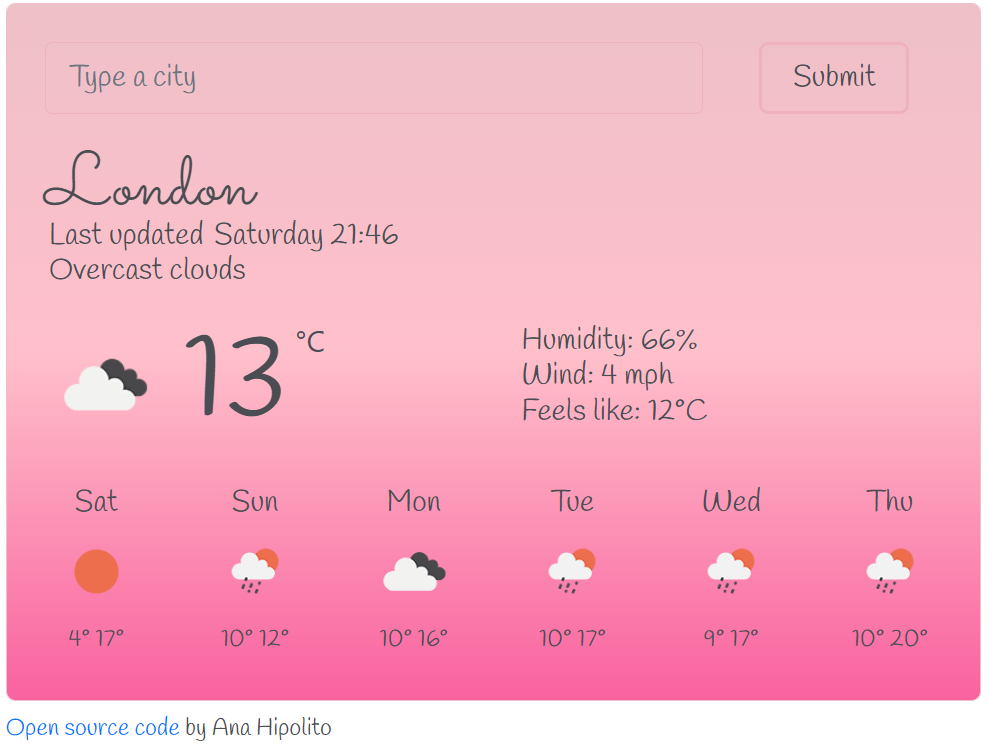 Type a city
Submit
London
Last updated Saturday 21:46
Overcast clouds
13 °C
Humidity: 66%
Wind: 4 mph
Feels like: 12°C
Sat Sun Mon Tue Wed Thu
4° 17° 10° 12° 10° 16° 10° 17° 9° 17° 10° 20°
Open source code by Ana Hipolito